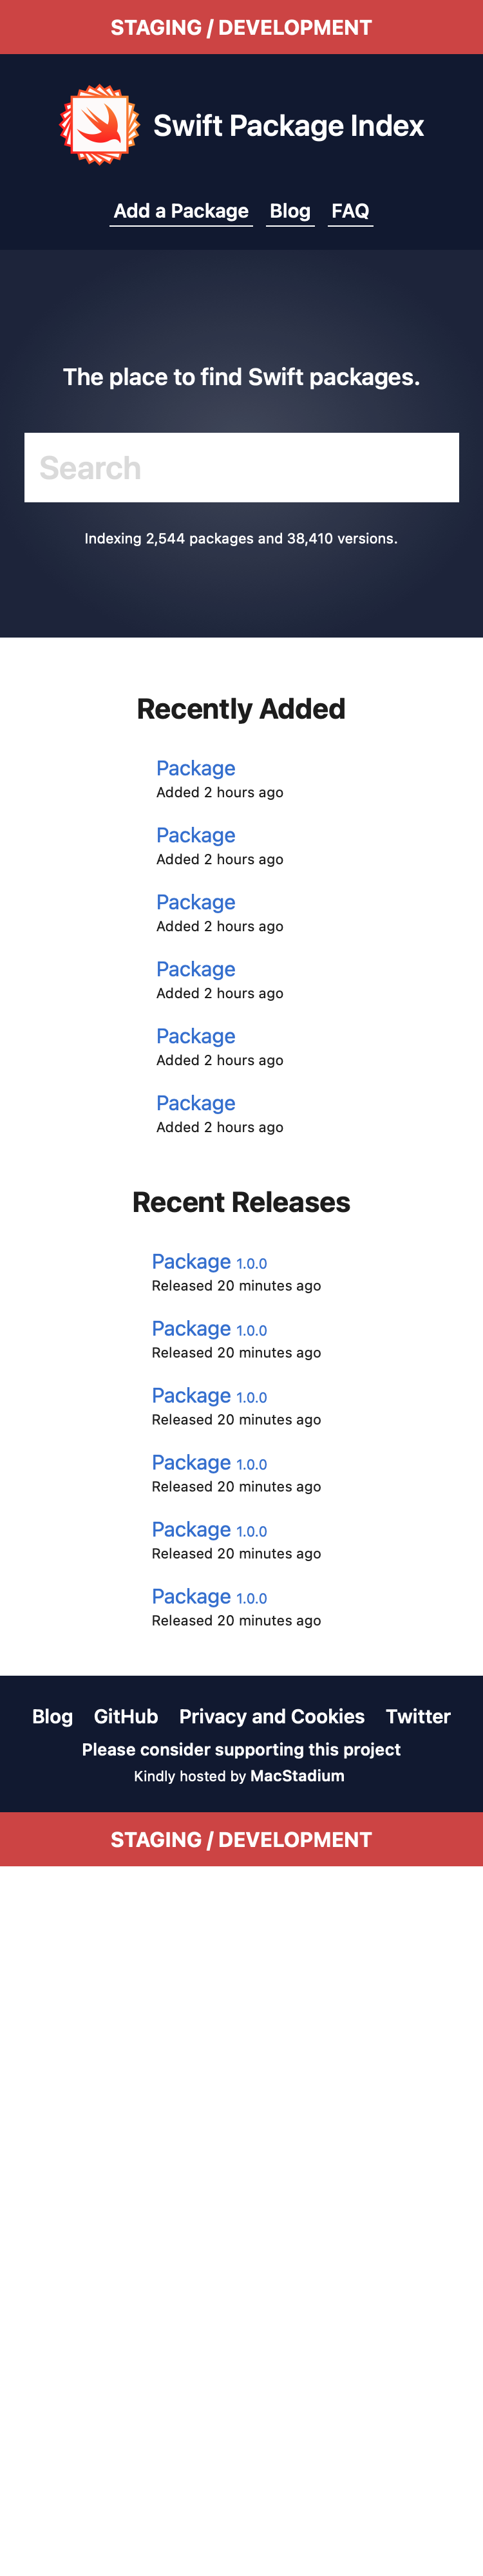 STAGING / DEVELOPMENT
Swift Package Index
Add a Package Blog FAQ
The place to find Swift packages.
Search
Indexing 2,544 packages and 38,410 versions.
Recently Added
Package
Added 2 hours ago
Package
Added 2 hours ago
Package
Added 2 hours ago
Package
Added 2 hours ago
Package
Added 2 hours ago
Package
Added 2 hours ago
Recent Releases
Package 1.0.0
Released 20 minutes ago
Package 1.0.0
Released 20 minutes ago
Package 1.0.0
Released 20 minutes ago
Package 1.0.0
Released 20 minutes ago
Package 1.0.0
Released 20 minutes ago
Package 1.0.0
Released 20 minutes ago
Blog GitHub Privacy and Cookies Twitter
Please consider supporting this project
Kindly hosted by MacStadium
STAGING / DEVELOPMENT